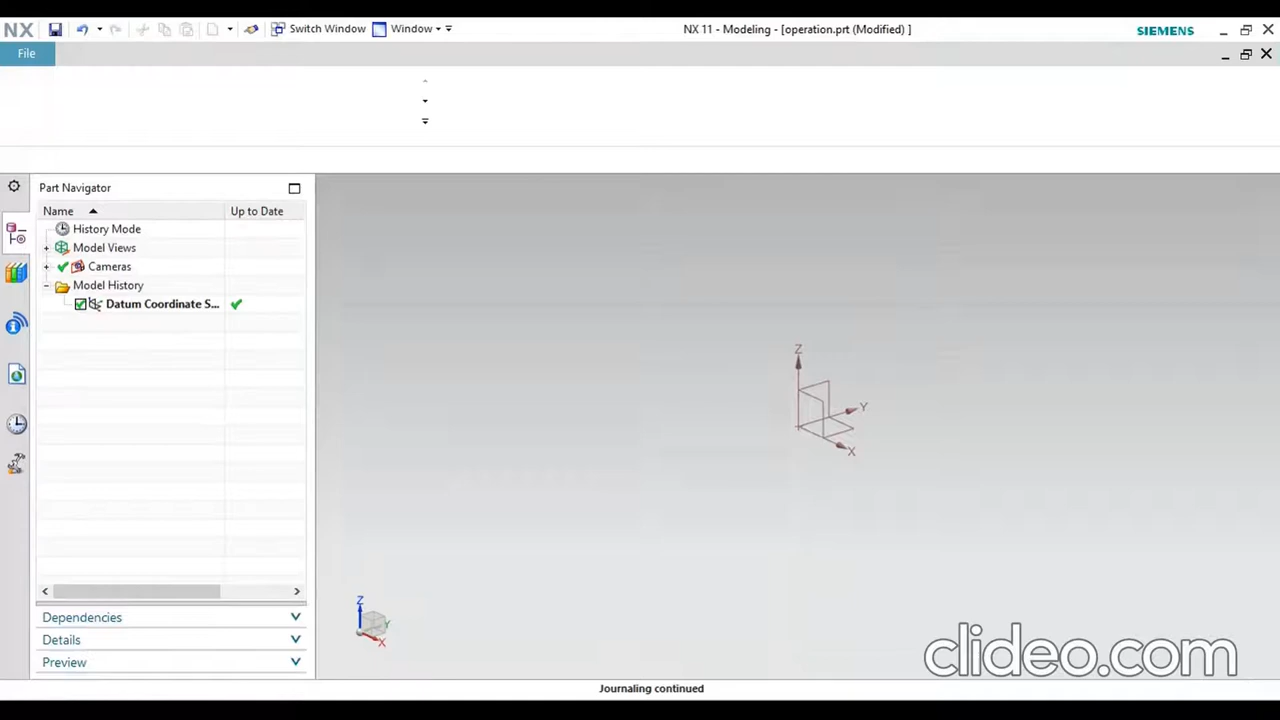 NX Switch Window Window NX 11 - Modeling - [operation.prt (Modified) ] SIEMENS
File
Part Navigator
Name Up to Date
History Mode
Model Views
Cameras
Model History
Datum Coordinate S...
Z
Y
X
Z
Y
X
Dependencies
Details
Preview
clideo.com
Journaling continued